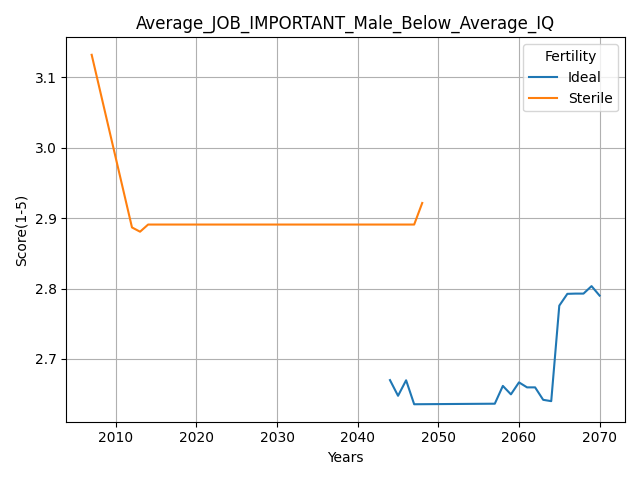 Average_JOB_IMPORTANT_Male_Below_Average_IQ
Fertility
Ideal
Sterile
3.1
3.0
2.9
2.8
2.7
Score(1-5)
2010 2020 2030 2040 2050 2060 2070
Years